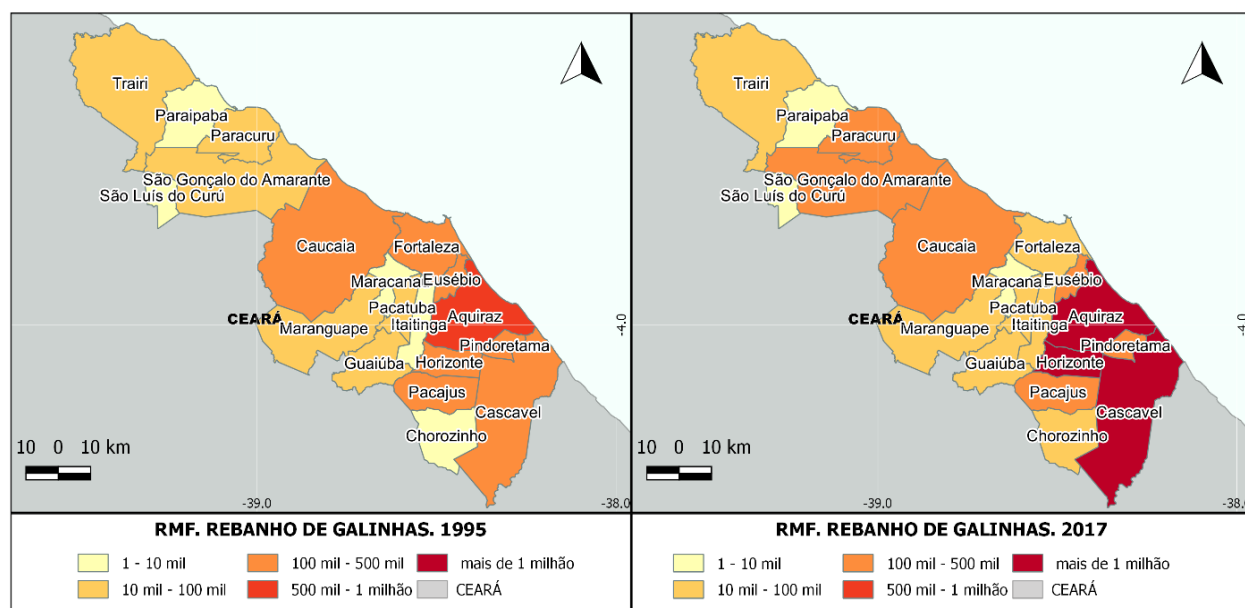 Trairi
Paraipaba
Paracuru
São Gonçalo do Amarante
São Luís do Curú
Caucaia
Fortaleza
Maracana
Eusébio
Pacatuba
CEARÁ
Aquiraz
Maranguape
Itaitinga
-4.0
Pindoretama
Guaiúba
Horizonte
Pacajus
Cascavel
Chorozinho
10 0 10 km
-39.0
-38.0
RMF. REBANHO DE GALINHAS. 1995
1 - 10 mil
100 mil - 500 mil
mais de 1 milhão
10 mil - 100 mil
500 mil - 1 milhão
CEARÁ
Trairi
Paraipaba
Paracuru
São Gonçalo do Amarante
São Luís do Curú
Caucaia
Fortaleza
Maracana
Eusébio
Pacatuba
CEARÁ
Aquiraz
Maranguape
Itaitinga
-4.0
Pindoretama
Guaiúba
Horizonte
Pacajus
Cascavel
Chorozinho
10 0 10 km
-39.0
-38.0
RMF. REBANHO DE GALINHAS. 2017
1 - 10 mil
100 mil - 500 mil
mais de 1 milhão
10 mil - 100 mil
500 mil - 1 milhão
CEARÁ